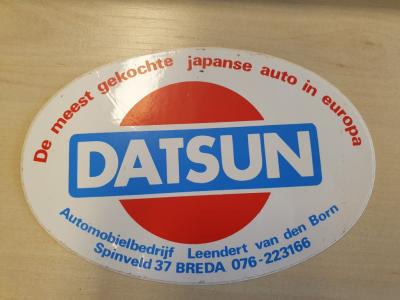 De meest gekochte japanse auto in europa
DATSUN
Automobielbedrijf Leendert van den Born
Spinveld 37 BREDA 076-223166